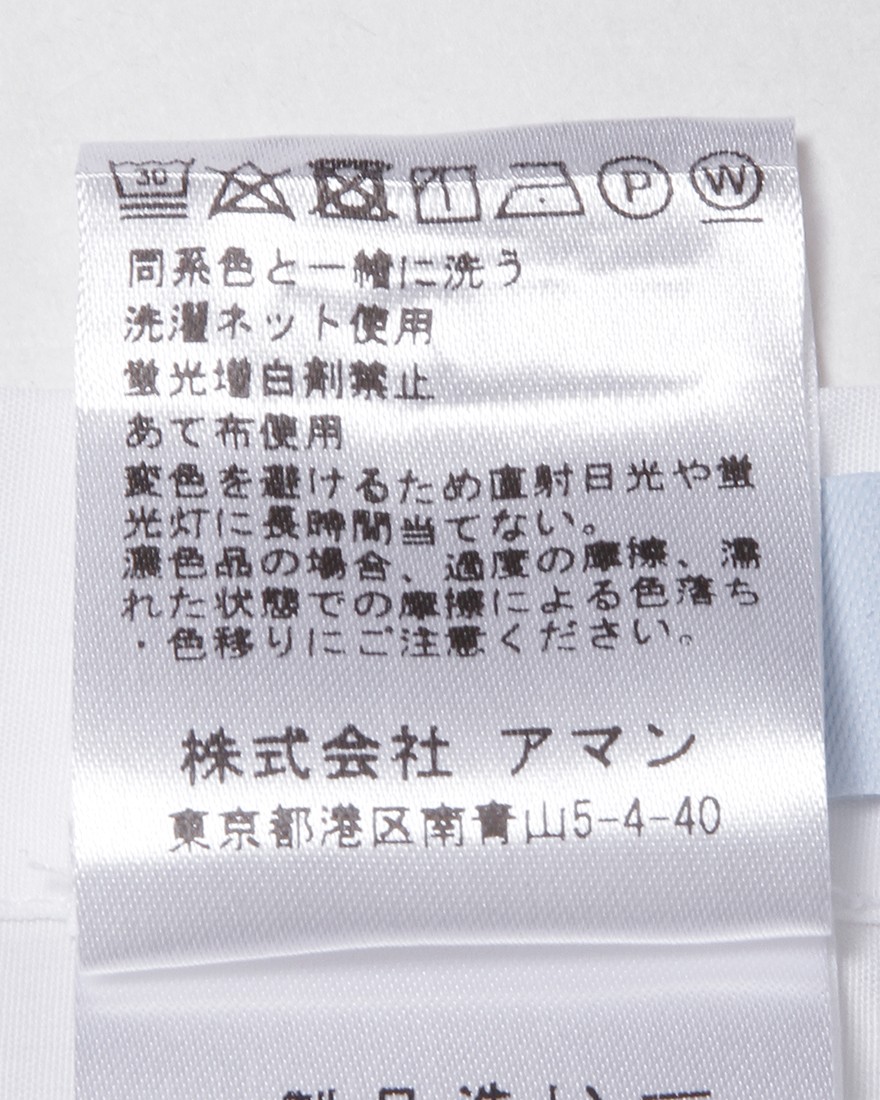 30 P W
同系色と一緒に洗う
洗濯ネット使用
蛍光増白剤禁止
あて布使用
変色を避けるため直射日光や蛍
光灯に長時間当てない。
濃色品の場合、過度の摩擦、濡
れた状態での摩擦による色落ち
・色移りにご注意ください。
株式会社 アマン
東京都港区南青山5-4-40